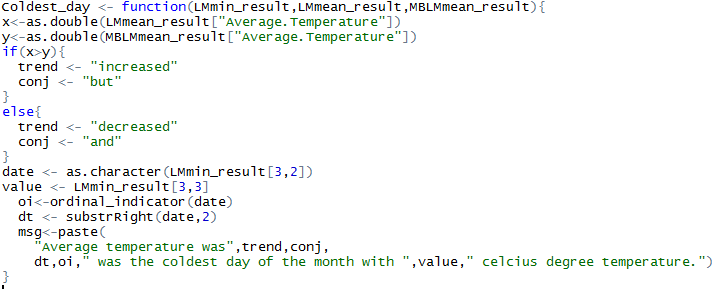 Coldest_day <- function(LMmin_result,LMmean_result,MBLMmean_result){
x<-as.double(LMmean_result["Average.Temperature"])
y<-as.double(MBLMmean_result["Average.Temperature"])
if(x>y){
  trend <- "increased"
  conj <- "but"
}
else{
  trend <- "decreased"
  conj <- "and"
}
date <- as.character(LMmin_result[3,2])
value <- LMmin_result[3,3]
  oi<-ordinal_indicator(date)
  dt <- substrRight(date,2)
  msg<-paste(
    "Average temperature was",trend,conj,
    dt,oi," was the coldest day of the month with ",value," celcius degree temperature.")
}